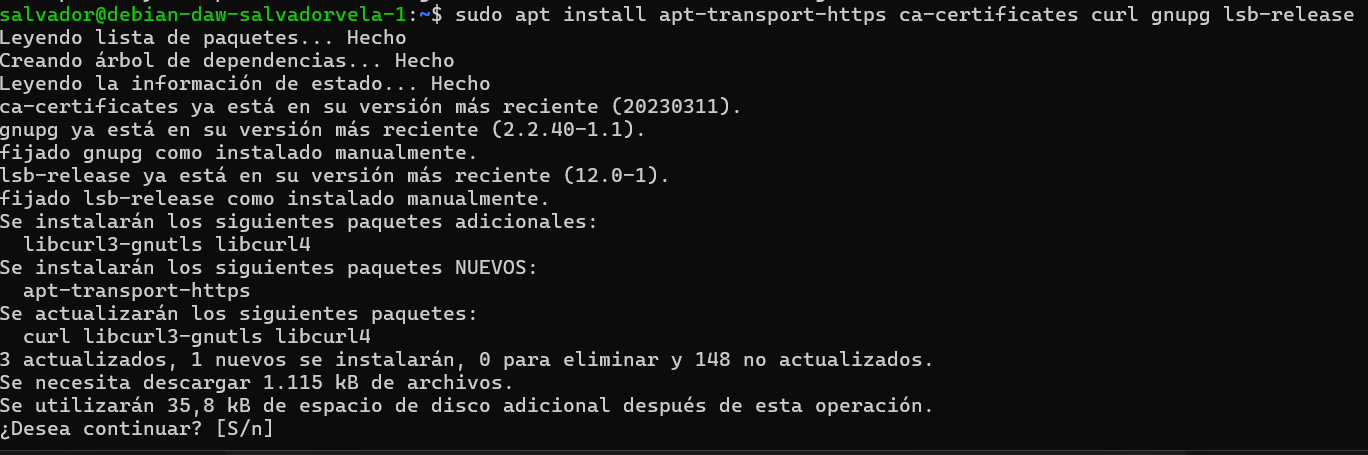 salvador@debian-daw-salvadorvela-1:~$ sudo apt install apt-transport-https ca-certificates curl gnupg lsb-release
Leyendo lista de paquetes... Hecho
Creando árbol de dependencias... Hecho
Leyendo la información de estado... Hecho
ca-certificates ya está en su versión más reciente (20230311).
gnupg ya está en su versión más reciente (2.2.40-1.1).
fijado gnupg como instalado manualmente.
lsb-release ya está en su versión más reciente (12.0-1).
fijado lsb-release como instalado manualmente.
Se instalarán los siguientes paquetes adicionales:
  libcurl3-gnutls libcurl4
Se instalarán los siguientes paquetes NUEVOS:
  apt-transport-https
Se actualizarán los siguientes paquetes:
  curl libcurl3-gnutls libcurl4
3 actualizados, 1 nuevos se instalarán, 0 para eliminar y 148 no actualizados.
Se necesita descargar 1.115 kB de archivos.
Se utilizarán 35,8 kB de espacio de disco adicional después de esta operación.
¿Desea continuar? [S/n]